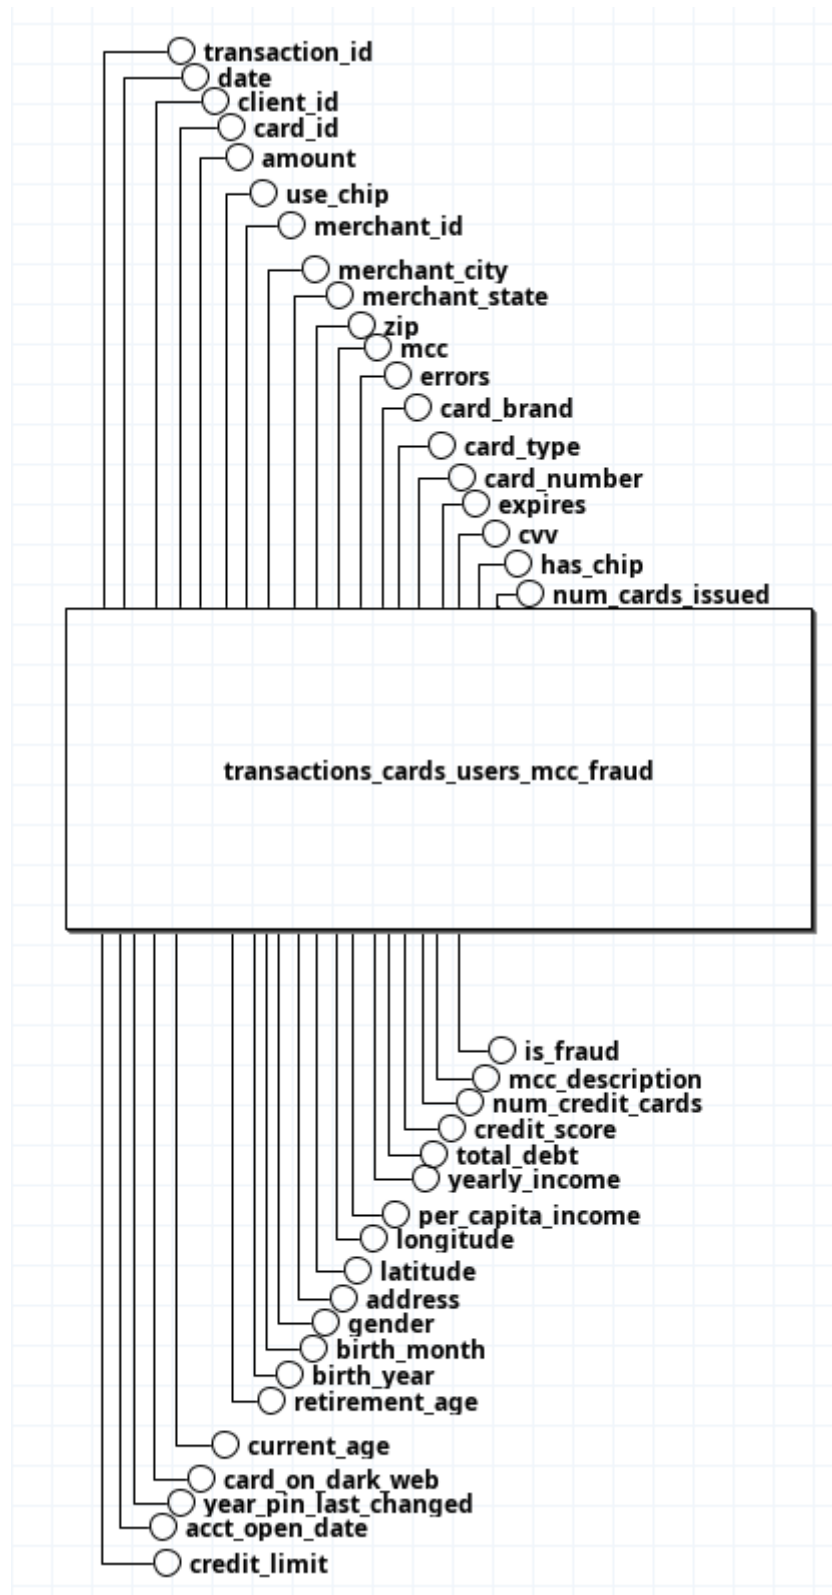 transaction_id
date
client_id
card_id
amount
use_chip
merchant_id
merchant_city
merchant_state
zip
mcc
errors
card_brand
card_type
card_number
expires
cvv
has_chip
num_cards_issued
transactions_cards_users_mcc_fraud
is_fraud
mcc_description
num_credit_cards
credit_score
total_debt
yearly_income
per_capita_income
longitude
latitude
address
gender
birth_month
birth_year
retirement_age
current_age
card_on_dark_web
year_pin_last_changed
acct_open_date
credit_limit